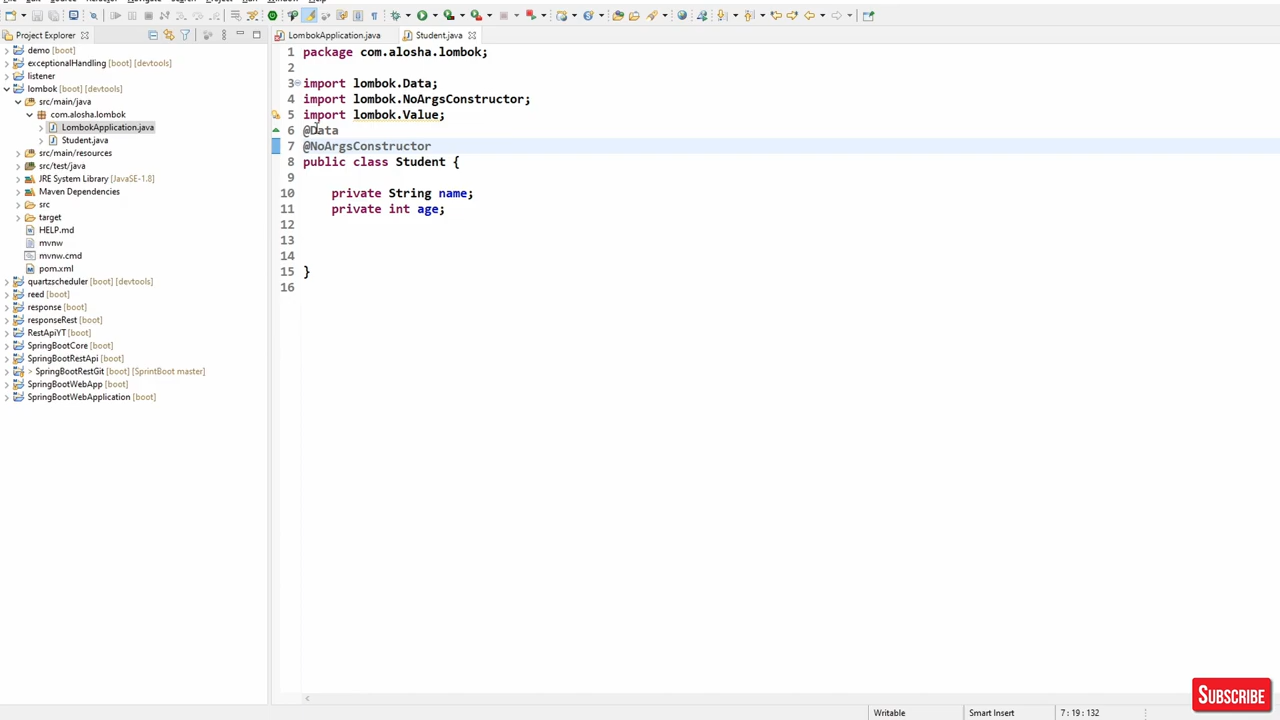 Project Explorer
LombokApplication.java
Student.java
demo [boot] [devtools]
exceptionalHandling [boot] [devtools]
listener
lombok [boot] [devtools]
src/main/java
com.alosha.lombok
LombokApplication.java
Student.java
src/main/resources
src/test/java
JRE System Library [JavaSE-1.8]
Maven Dependencies
src
target
HELP.md
mvnw
mvnw.cmd
pom.xml
quartzscheduler [boot] [devtools]
reed [boot]
response [boot]
responseRest [boot]
RestApiYT [boot]
SpringBootCore [boot]
SpringBootRestApi [boot]
> SpringBootRestGit [boot] [SprintBoot master]
SpringBootWebApp [boot]
SpringBootWebApplication [boot]
1 package com.alosha.lombok;
2
3 import lombok.Data;
4 import lombok.NoArgsConstructor;
5 import lombok.Value;
6 @Data
7 @NoArgsConstructor
8 public class Student {
9
10 private String name;
11 private int age;
12
13
14
15 }
16
SUBSCRIBE
Writable
Smart Insert
7 : 19 : 132